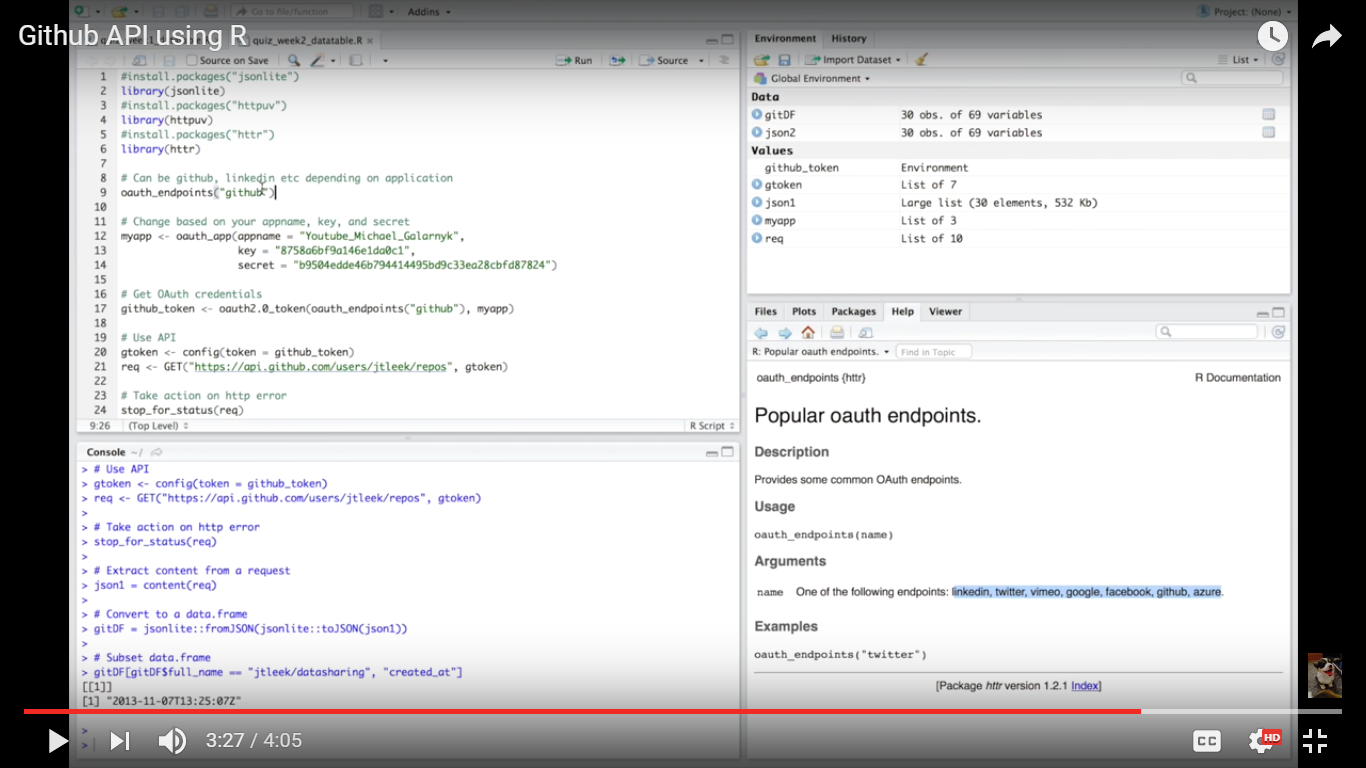 Github API using R
Go to file/function
Addins
Project: (None)
quiz_week2_datatable.R
Source on Save
Run
Source
1 #install.packages("jsonlite")
2 library(jsonlite)
3 #install.packages("httpuv")
4 library(httpuv)
5 #install.packages("httr")
6 library(httr)
7
8 # Can be github, linkedin etc depending on application
9 oauth_endpoints("github")
10
11 # Change based on your appname, key, and secret
12 myapp <- oauth_app(appname = "Youtube_Michael_Galarnyk",
13 key = "8758a6bf9a146e1da0c1",
14 secret = "b9504edde46b794414495bd9c33ea28cbfd87824")
15
16 # Get OAuth credentials
17 github_token <- oauth2.0_token(oauth_endpoints("github"), myapp)
18
19 # Use API
20 gtoken <- config(token = github_token)
21 req <- GET("https://api.github.com/users/jtleek/repos", gtoken)
22
23 # Take action on http error
24 stop_for_status(req)
9:26 (Top Level) R Script
Console ~/
> # Use API
> gtoken <- config(token = github_token)
> req <- GET("https://api.github.com/users/jtleek/repos", gtoken)
>
> # Take action on http error
> stop_for_status(req)
>
> # Extract content from a request
> json1 = content(req)
>
> # Convert to a data.frame
> gitDF = jsonlite::fromJSON(jsonlite::toJSON(json1))
>
> # Subset data.frame
> gitDF[gitDF$full_name == "jtleek/datasharing", "created_at"]
[[1]]
[1] "2013-11-07T13:25:07Z"
>
>
Environment History
Import Dataset
List
Global Environment
Data
gitDF 30 obs. of 69 variables
json2 30 obs. of 69 variables
Values
github_token Environment
gtoken List of 7
json1 Large list (30 elements, 532 Kb)
myapp List of 3
req List of 10
Files Plots Packages Help Viewer
R: Popular oauth endpoints. Find in Topic
oauth_endpoints {httr} R Documentation
Popular oauth endpoints.
Description
Provides some common OAuth endpoints.
Usage
oauth_endpoints(name)
Arguments
name One of the following endpoints: linkedin, twitter, vimeo, google, facebook, github, azure.
Examples
oauth_endpoints("twitter")
[Package httr version 1.2.1 Index]
3:27 / 4:05
CC
HD